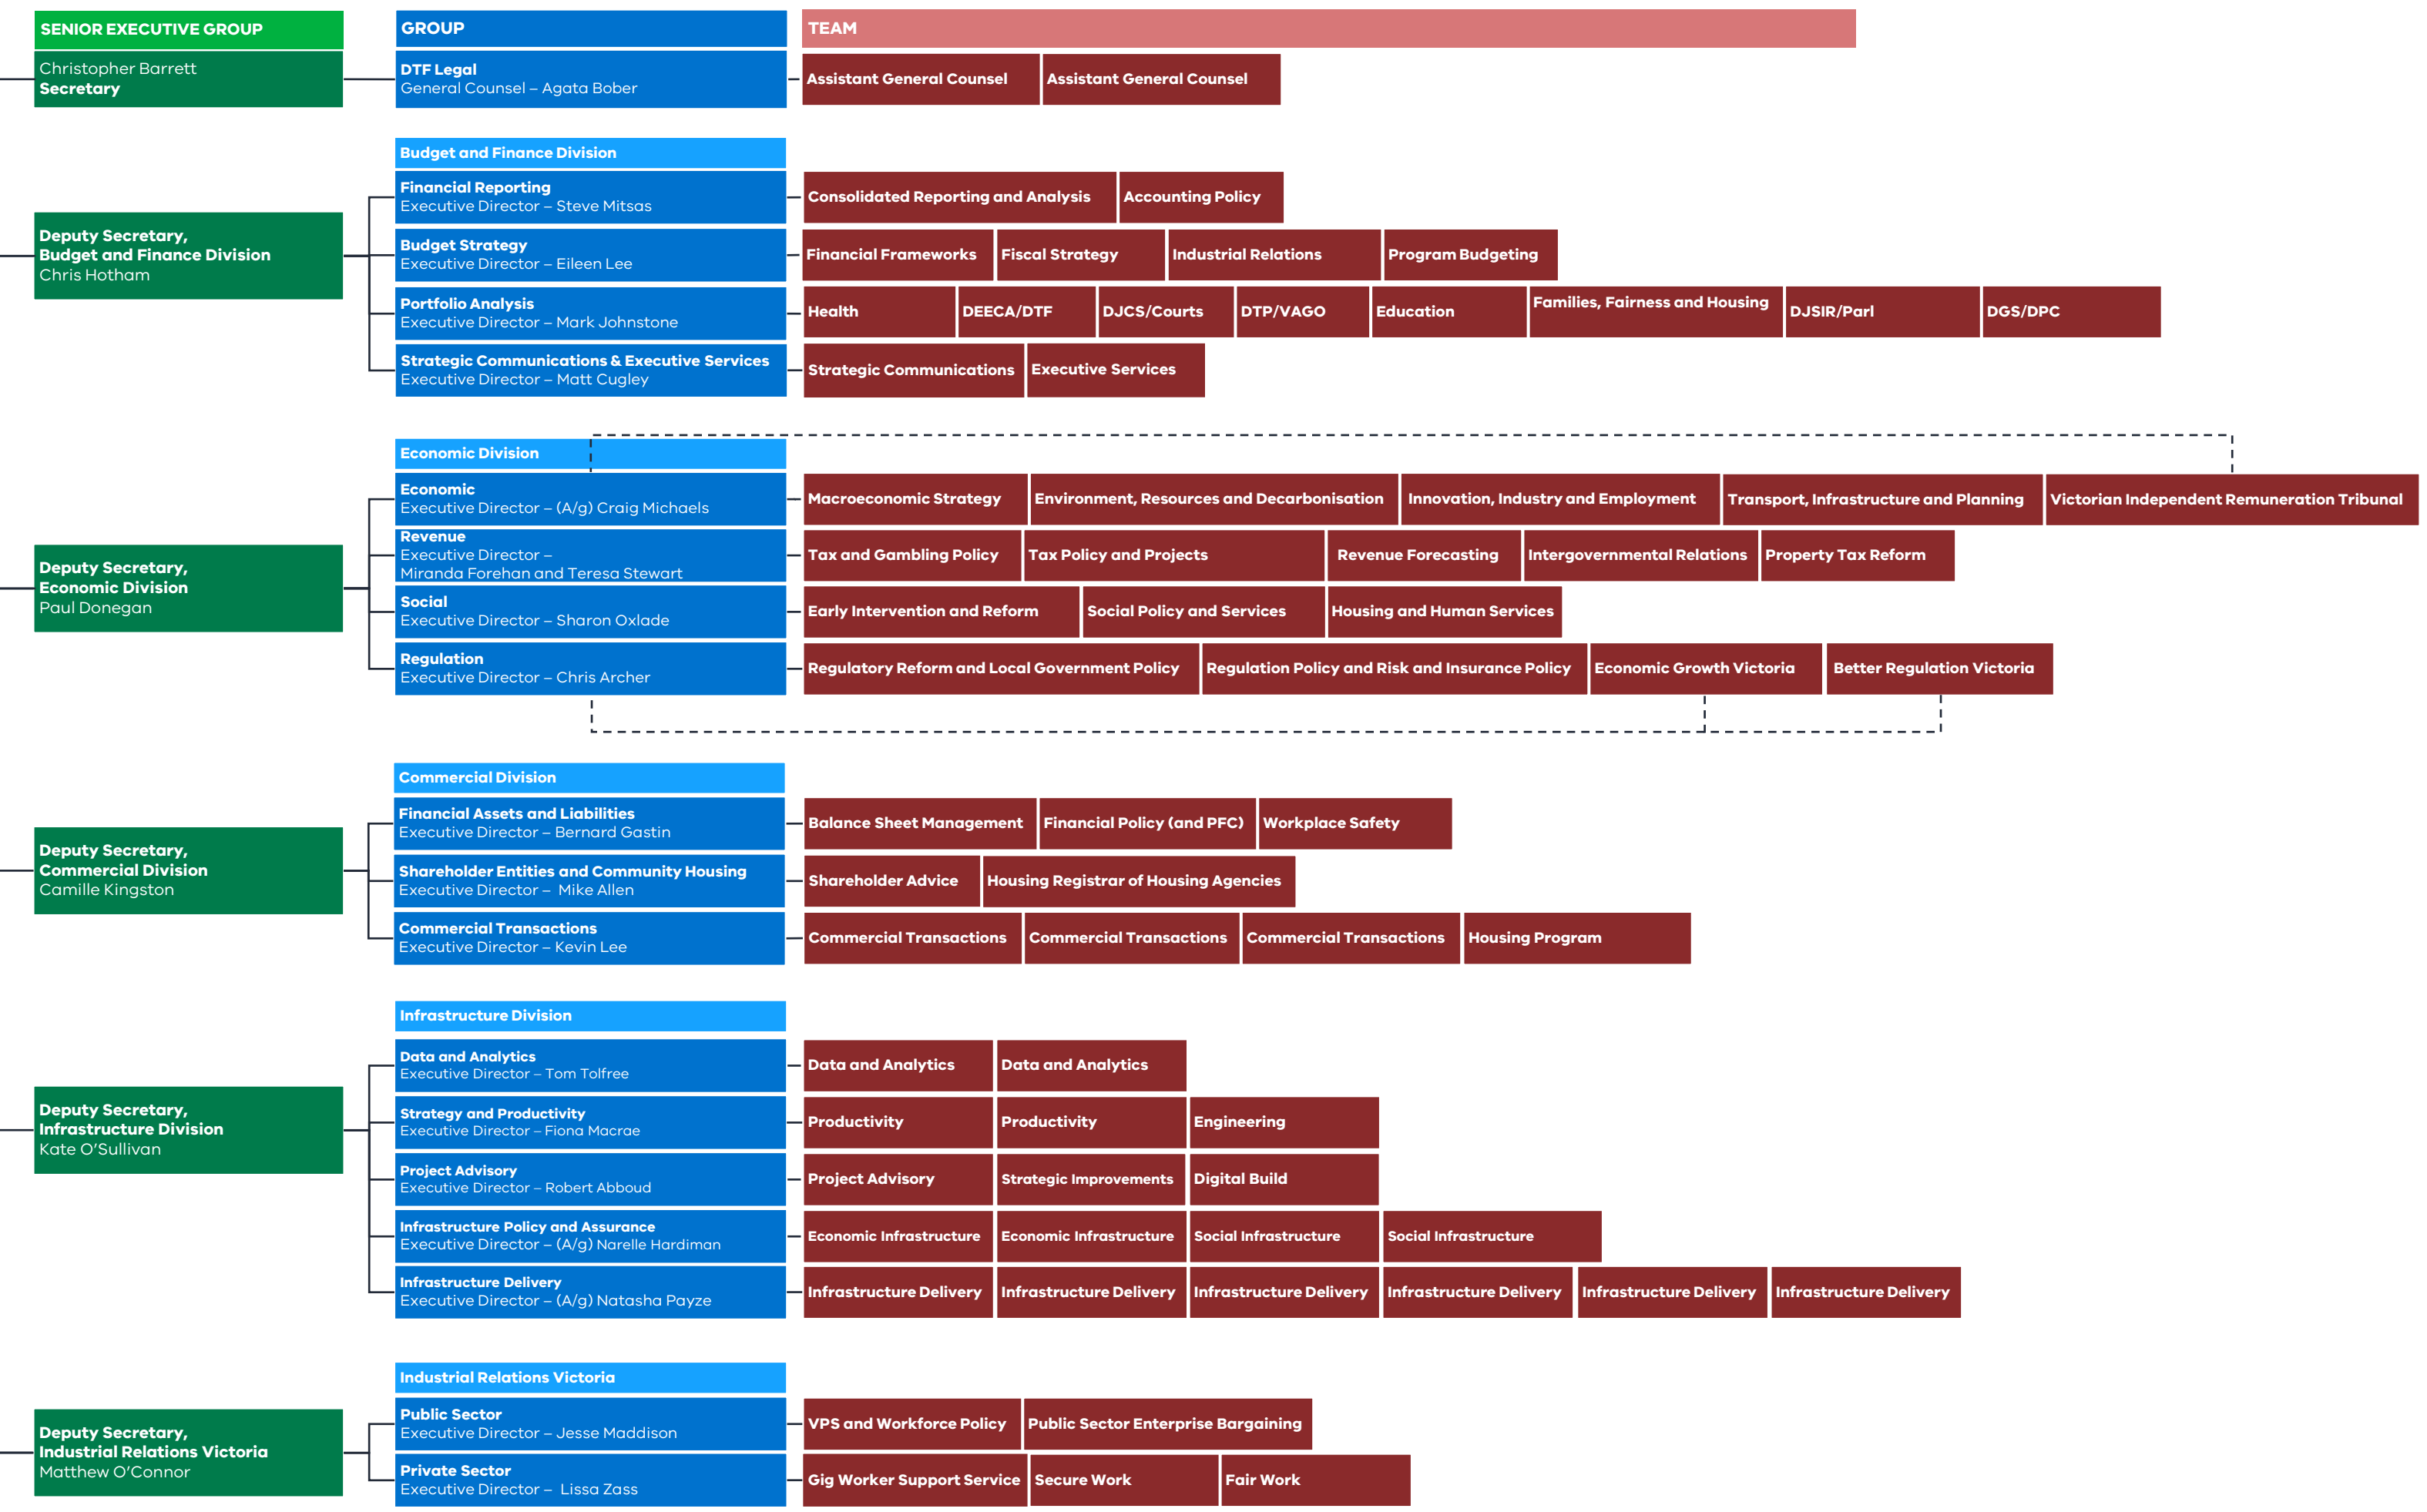 SENIOR EXECUTIVE GROUP
GROUP
TEAM
Christopher Barrett
Secretary
DTF Legal
General Counsel – Agata Bober
Assistant General Counsel
Assistant General Counsel
Budget and Finance Division
Deputy Secretary,
Budget and Finance Division
Chris Hotham
Financial Reporting
Executive Director – Steve Mitsas
Consolidated Reporting and Analysis
Accounting Policy
Budget Strategy
Executive Director – Eileen Lee
Financial Frameworks
Fiscal Strategy
Industrial Relations
Program Budgeting
Portfolio Analysis
Executive Director – Mark Johnstone
Health
DEECA/DTF
DJCS/Courts
DTP/VAGO
Education
Families, Fairness and Housing
DJSIR/Parl
DGS/DPC
Strategic Communications & Executive Services
Executive Director – Matt Cugley
Strategic Communications
Executive Services
Economic Division
Deputy Secretary,
Economic Division
Paul Donegan
Economic
Executive Director – (A/g) Craig Michaels
Macroeconomic Strategy
Environment, Resources and Decarbonisation
Innovation, Industry and Employment
Transport, Infrastructure and Planning
Victorian Independent Remuneration Tribunal
Revenue
Executive Director –
Miranda Forehan and Teresa Stewart
Tax and Gambling Policy
Tax Policy and Projects
Revenue Forecasting
Intergovernmental Relations
Property Tax Reform
Social
Executive Director – Sharon Oxlade
Early Intervention and Reform
Social Policy and Services
Housing and Human Services
Regulation
Executive Director – Chris Archer
Regulatory Reform and Local Government Policy
Regulation Policy and Risk and Insurance Policy
Economic Growth Victoria
Better Regulation Victoria
Commercial Division
Deputy Secretary,
Commercial Division
Camille Kingston
Financial Assets and Liabilities
Executive Director – Bernard Gastin
Balance Sheet Management
Financial Policy (and PFC)
Workplace Safety
Shareholder Entities and Community Housing
Executive Director – Mike Allen
Shareholder Advice
Housing Registrar of Housing Agencies
Commercial Transactions
Executive Director – Kevin Lee
Commercial Transactions
Commercial Transactions
Commercial Transactions
Housing Program
Infrastructure Division
Deputy Secretary,
Infrastructure Division
Kate O’Sullivan
Data and Analytics
Executive Director – Tom Tolfree
Data and Analytics
Data and Analytics
Strategy and Productivity
Executive Director – Fiona Macrae
Productivity
Productivity
Engineering
Project Advisory
Executive Director – Robert Abboud
Project Advisory
Strategic Improvements
Digital Build
Infrastructure Policy and Assurance
Executive Director – (A/g) Narelle Hardiman
Economic Infrastructure
Economic Infrastructure
Social Infrastructure
Social Infrastructure
Infrastructure Delivery
Executive Director – (A/g) Natasha Payze
Infrastructure Delivery
Infrastructure Delivery
Infrastructure Delivery
Infrastructure Delivery
Infrastructure Delivery
Infrastructure Delivery
Industrial Relations Victoria
Deputy Secretary,
Industrial Relations Victoria
Matthew O’Connor
Public Sector
Executive Director – Jesse Maddison
VPS and Workforce Policy
Public Sector Enterprise Bargaining
Private Sector
Executive Director – Lissa Zass
Gig Worker Support Service
Secure Work
Fair Work